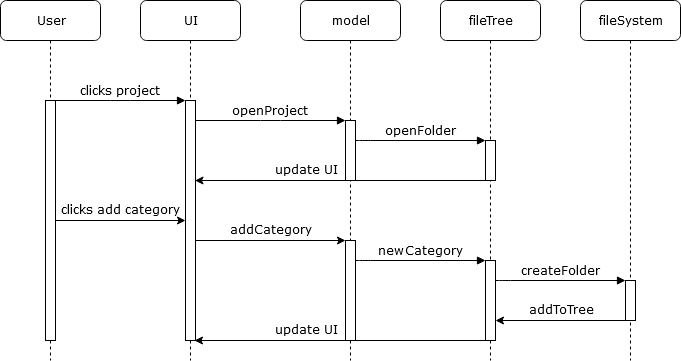 User
UI
model
fileTree
fileSystem
clicks project
openProject
openFolder
update UI
clicks add category
addCategory
newCategory
createFolder
addToTree
update UI